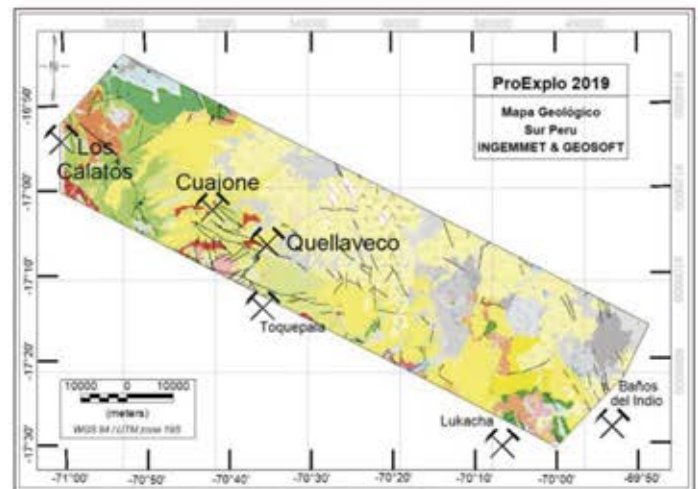 ProExplo 2019
Mapa Geológico
Sur Peru
INGEMMET & GEOSOFT
-16°50'
-17°00'
-17°10'
-17°20'
-17°30'
Los
Calatos
Cuajone
Quellaveco
Toquepala
Lukacha
Baños
del Indio
10000 0 10000
(meters)
WGS 84 / UTM zone 19S
-71°00' -70°50' -70°40' -70°30' -70°20' -70°10' -70°00' -69°50'